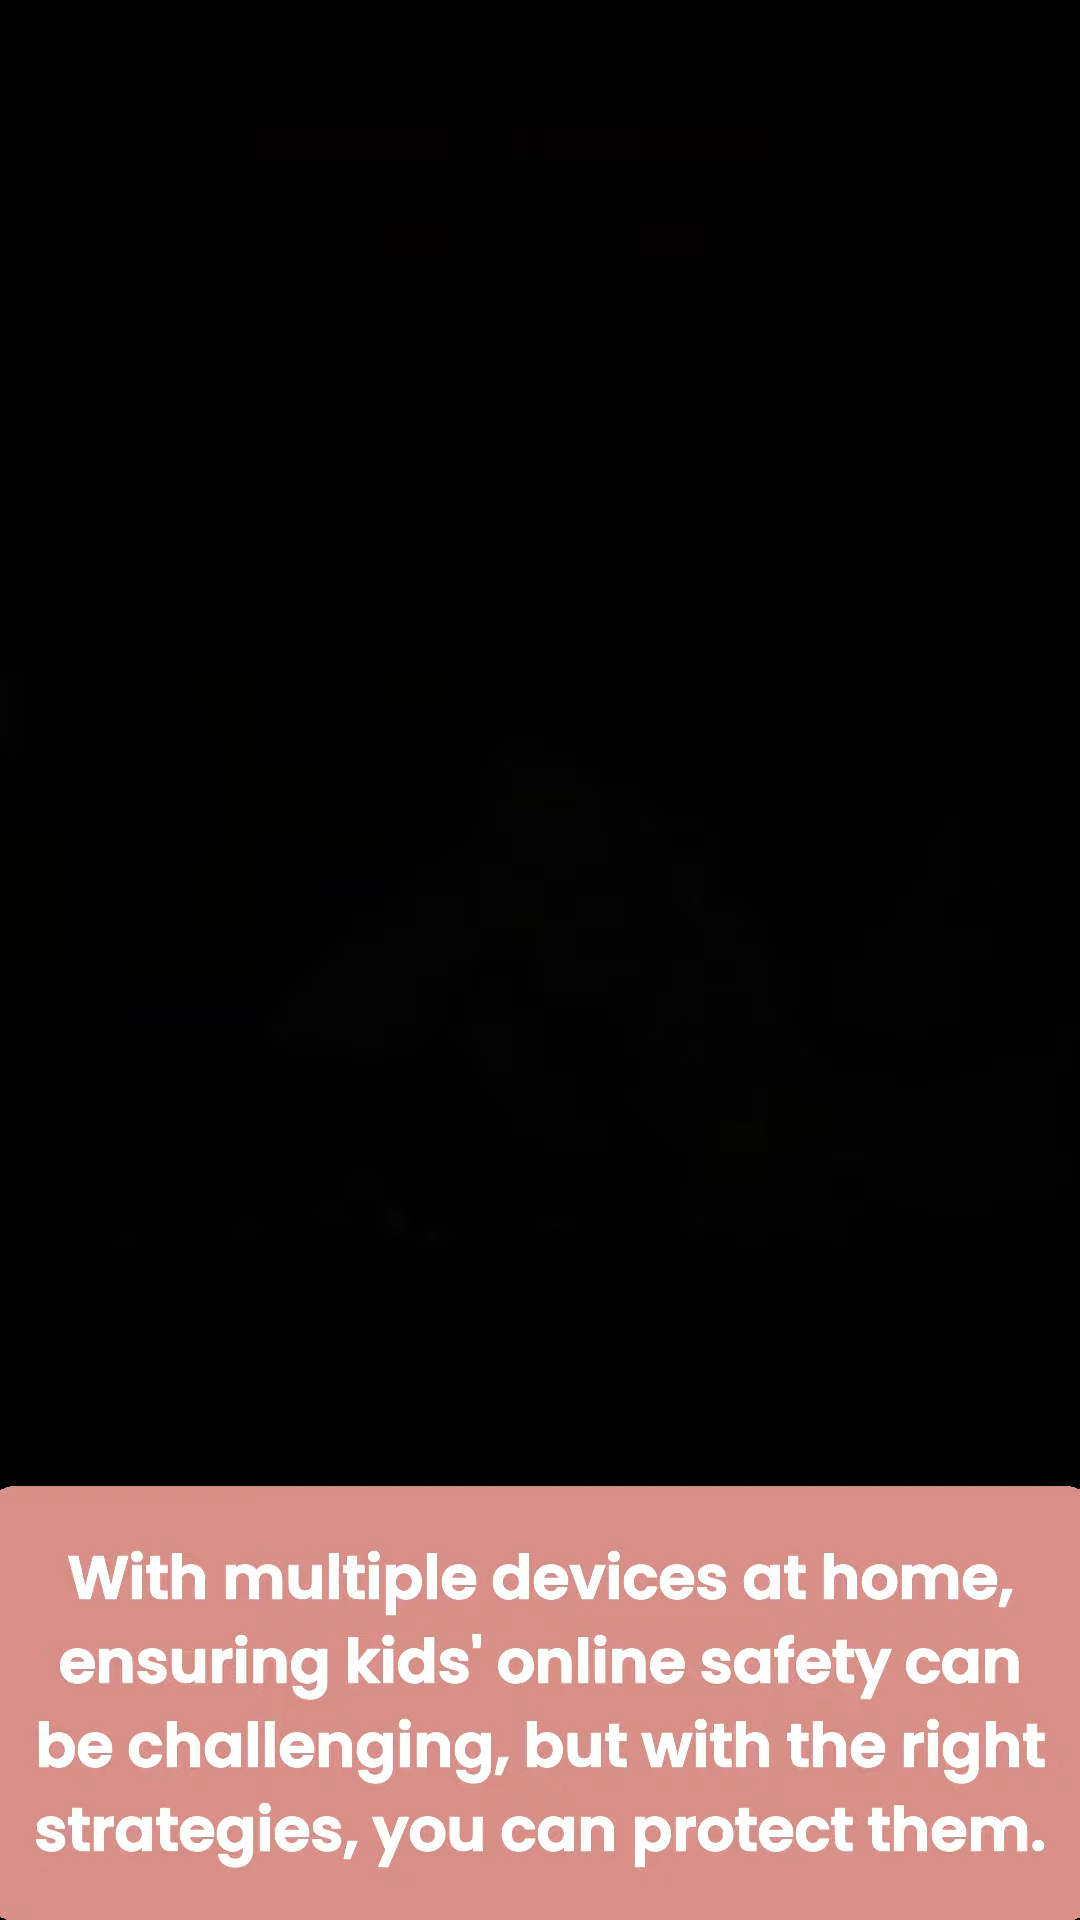 With multiple devices at home,
ensuring kids' online safety can
be challenging, but with the right
strategies, you can protect them.